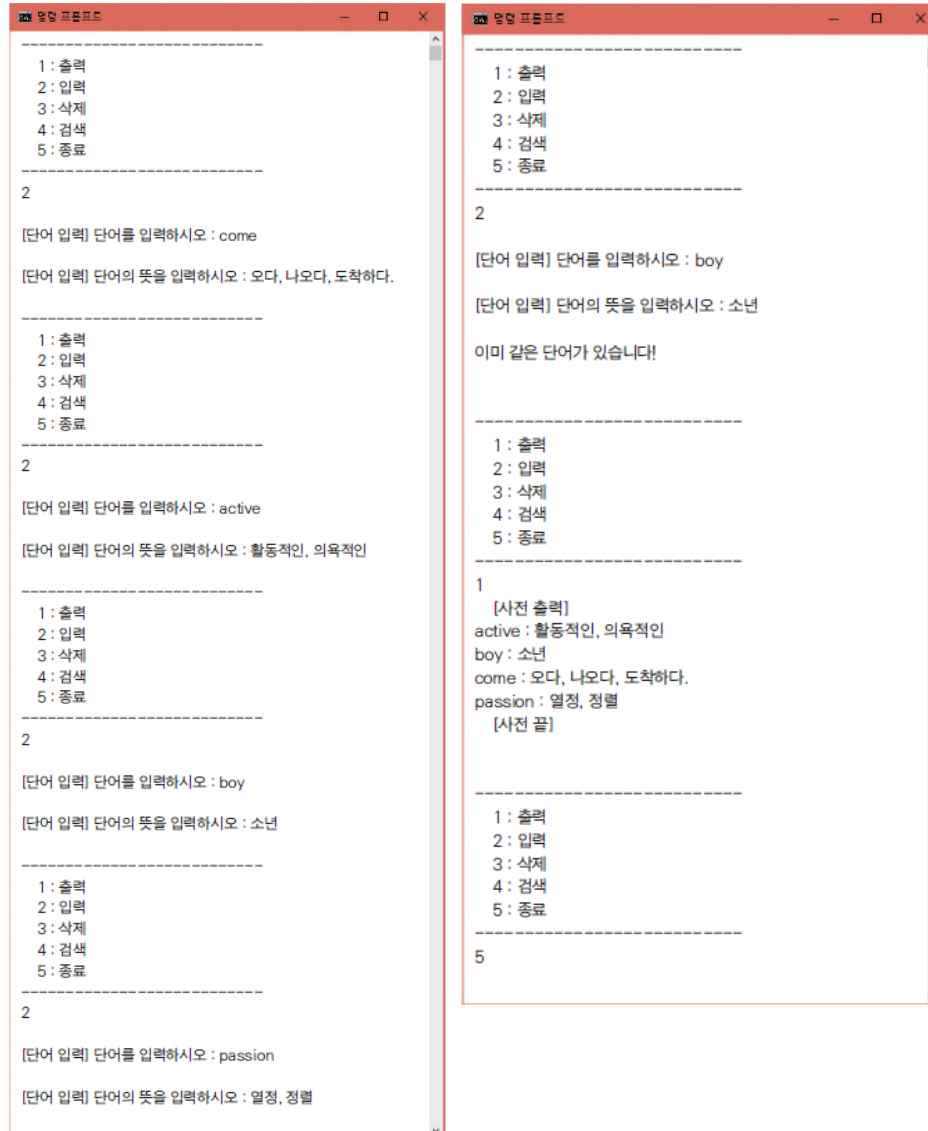 명령 프롬프트
---------------------------
1 : 출력
2 : 입력
3 : 삭제
4 : 검색
5 : 종료
---------------------------
2
[단어 입력] 단어를 입력하시오 : come
[단어 입력] 단어의 뜻을 입력하시오 : 오다, 나오다, 도착하다.
---------------------------
1 : 출력
2 : 입력
3 : 삭제
4 : 검색
5 : 종료
---------------------------
2
[단어 입력] 단어를 입력하시오 : active
[단어 입력] 단어의 뜻을 입력하시오 : 활동적인, 의욕적인
---------------------------
1 : 출력
2 : 입력
3 : 삭제
4 : 검색
5 : 종료
---------------------------
2
[단어 입력] 단어를 입력하시오 : boy
[단어 입력] 단어의 뜻을 입력하시오 : 소년
---------------------------
1 : 출력
2 : 입력
3 : 삭제
4 : 검색
5 : 종료
---------------------------
2
[단어 입력] 단어를 입력하시오 : passion
[단어 입력] 단어의 뜻을 입력하시오 : 열정, 정렬
명령 프롬프트
---------------------------
1 : 출력
2 : 입력
3 : 삭제
4 : 검색
5 : 종료
---------------------------
2
[단어 입력] 단어를 입력하시오 : boy
[단어 입력] 단어의 뜻을 입력하시오 : 소년
이미 같은 단어가 있습니다!
---------------------------
1 : 출력
2 : 입력
3 : 삭제
4 : 검색
5 : 종료
---------------------------
1
[사전 출력]
active : 활동적인, 의욕적인
boy : 소년
come : 오다, 나오다, 도착하다.
passion : 열정, 정렬
[사전 끝]
---------------------------
1 : 출력
2 : 입력
3 : 삭제
4 : 검색
5 : 종료
---------------------------
5